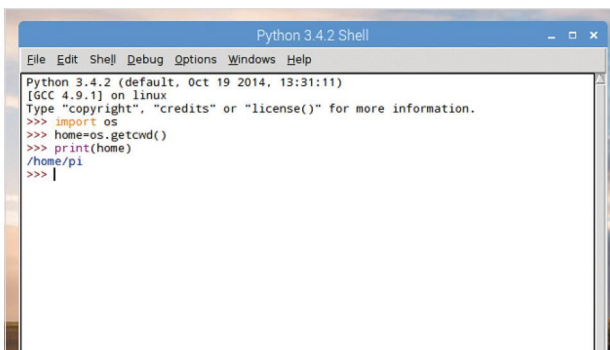 Python 3.4.2 Shell
File Edit Shell Debug Options Windows Help
Python 3.4.2 (default, Oct 19 2014, 13:31:11)
[GCC 4.9.1] on linux
Type "copyright", "credits" or "license()" for more information.
>>> import os
>>> home=os.getcwd()
>>> print(home)
/home/pi
>>>